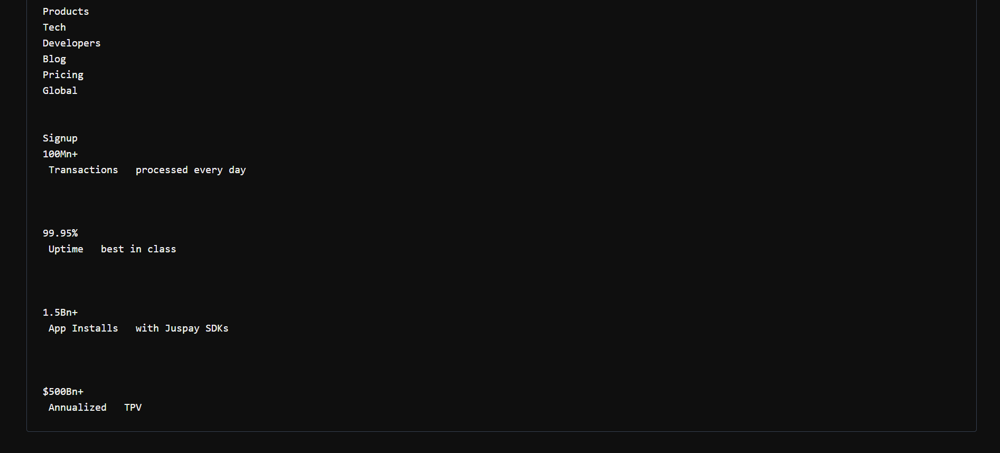 Products
Tech
Developers
Blog
Pricing
Global
Signup
100Mn+
Transactions   processed every day
99.95%
Uptime   best in class
1.5Bn+
App Installs   with Juspay SDKs
$500Bn+
Annualized   TPV